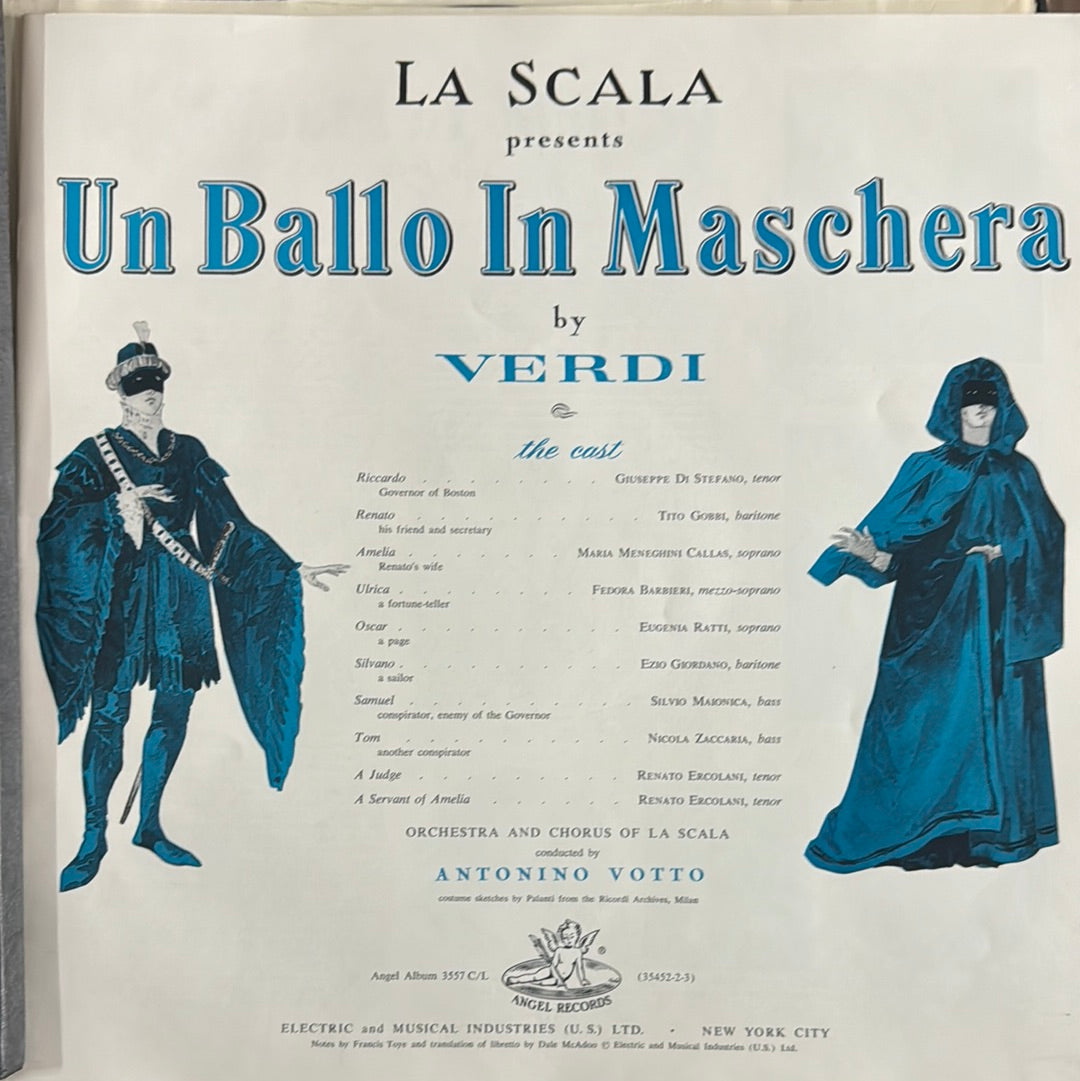 LA SCALA
presents
Un Ballo In Maschera
by
VERDI
the cast
Riccardo . . . . . . . . GIUSEPPE DI STEFANO, tenor
Governor of Boston
Renato . . . . . . . . . . TITO GOBBI, baritone
his friend and secretary
Amelia . . . . . . . MARIA MENEGHINI CALLAS, soprano
Renato's wife
Ulrica . . . . . . . . FEDORA BARBIERI, mezzo-soprano
a fortune-teller
Oscar . . . . . . . . . . EUGENIA RATTI, soprano
a page
Silvano . . . . . . . . . . EZIO GIORDANO, baritone
a sailor
Samuel . . . . . . . . . . SILVIO MAIONICA, bass
conspirator, enemy of the Governor
Tom . . . . . . . . . . NICOLA ZACCARIA, bass
another conspirator
A Judge . . . . . . . . . RENATO ERCOLANI, tenor
A Servant of Amelia . . . . . . RENATO ERCOLANI, tenor
ORCHESTRA AND CHORUS OF LA SCALA
conducted by
ANTONINO VOTTO
costume sketches by Palanti from the Ricordi Archives, Milan
Angel Album 3557 C/L ® (35452-2-3)
ANGEL RECORDS
ELECTRIC and MUSICAL INDUSTRIES (U. S.) LTD. · NEW YORK CITY
Notes by Francis Toye and translation of libretto by Dale McAdoo © Electric and Musical Industries (U.S.) Ltd.